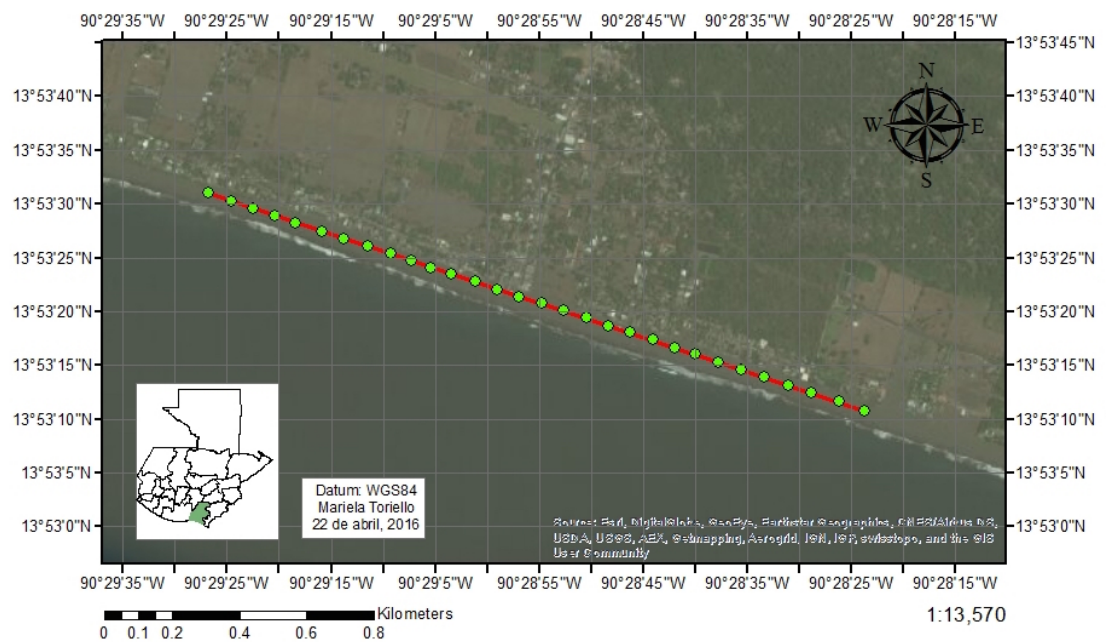 90°29'35"W 90°29'25"W 90°29'15"W 90°29'5"W 90°28'55"W 90°28'45"W 90°28'35"W 90°28'25"W 90°28'15"W
13°53'45"N
13°53'40"N 13°53'40"N
13°53'35"N 13°53'35"N
13°53'30"N 13°53'30"N
13°53'25"N 13°53'25"N
13°53'20"N 13°53'20"N
13°53'15"N 13°53'15"N
13°53'10"N 13°53'10"N
13°53'5"N 13°53'5"N
13°53'0"N 13°53'0"N
N
W E
S
Datum: WGS84
Mariela Toriello
22 de abril, 2016
Source: Esri, DigitalGlobe, GeoEye, Earthstar Geographics, CNES/Airbus DS,
USDA, USGS, AEX, Getmapping, Aerogrid, IGN, IGP, swisstopo, and the GIS
User Community
90°29'35"W 90°29'25"W 90°29'15"W 90°29'5"W 90°28'55"W 90°28'45"W 90°28'35"W 90°28'25"W 90°28'15"W
Kilometers
0 0.1 0.2 0.4 0.6 0.8
1:13,570